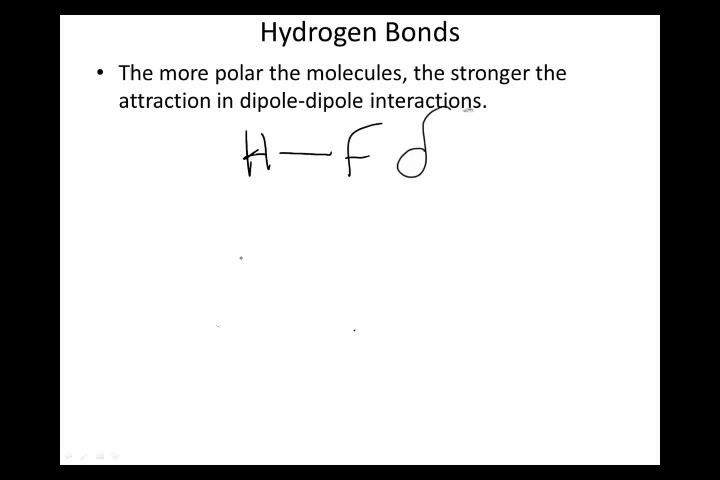 Hydrogen Bonds
• The more polar the molecules, the stronger the
attraction in dipole-dipole interactions.
H — F δ